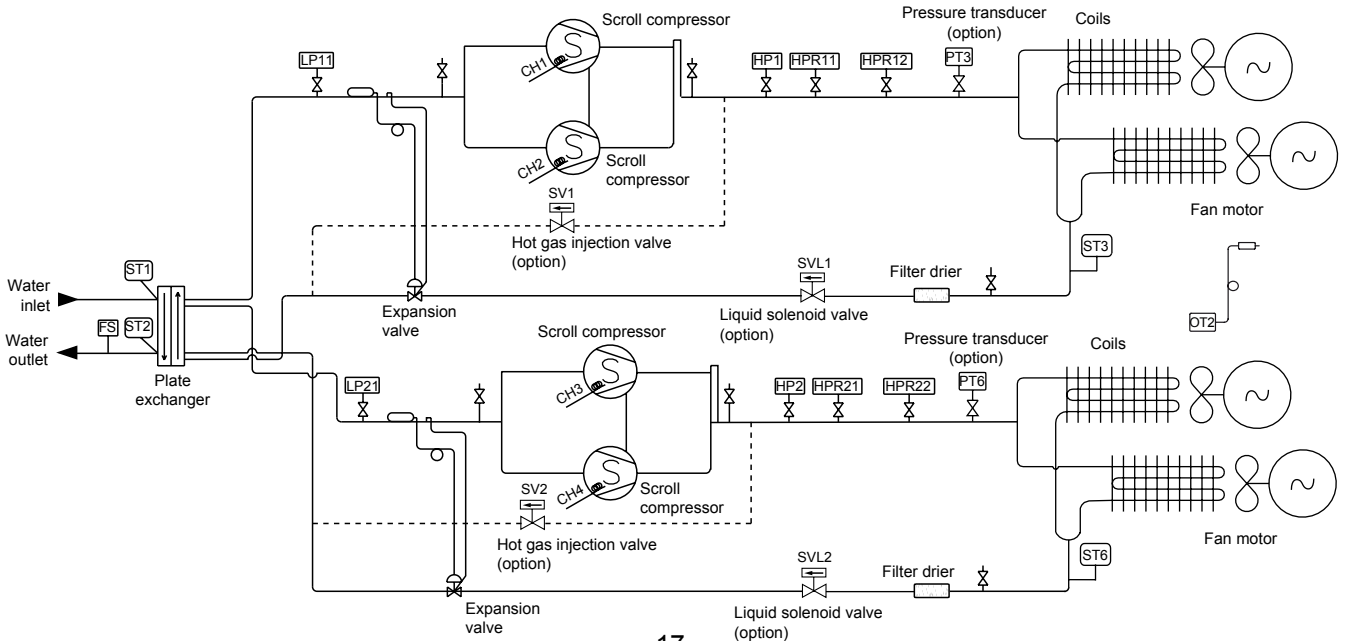 Scroll compressor
Pressure transducer
(option)
Coils
LP11
CH1
HP1
HPR11
HPR12
PT3
CH2
Scroll
compressor
SV1
Hot gas injection valve
(option)
Fan motor
ST3
ST1
SVL1
Filter drier
Water
inlet
Expansion
valve
Liquid solenoid valve
(option)
OT2
FS
ST2
Water
outlet
Plate
exchanger
Scroll compressor
Pressure transducer
(option)
Coils
LP21
CH3
HP2
HPR21
HPR22
PT6
CH4
Scroll
compressor
SV2
Hot gas injection valve
(option)
Fan motor
ST6
SVL2
Filter drier
Expansion
valve
Liquid solenoid valve
(option)
17